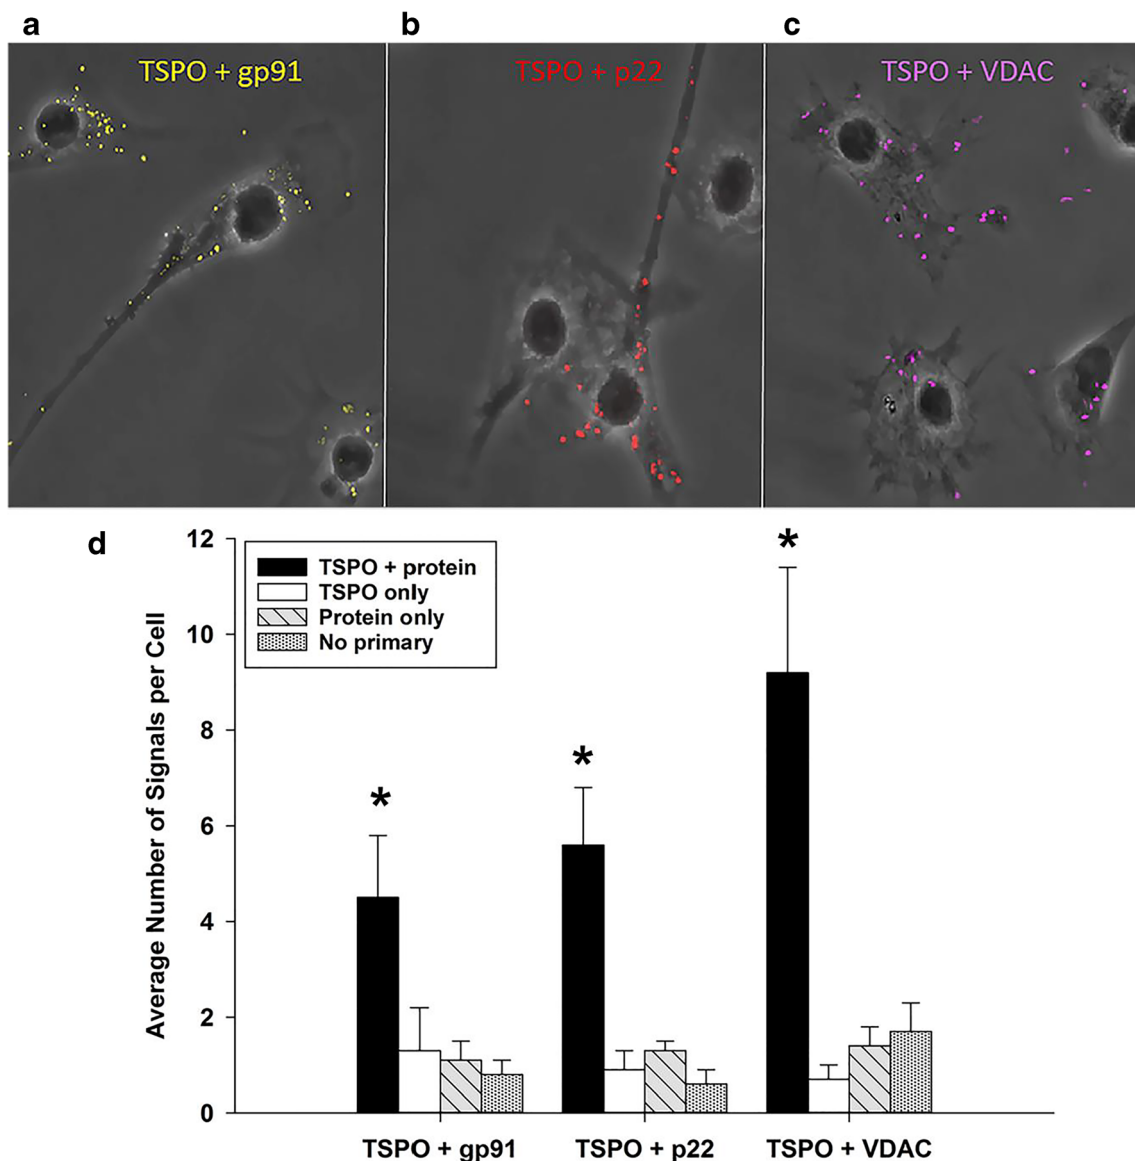 a
b
c
TSPO + gp91
TSPO + p22
TSPO + VDAC
d
12
10
8
6
4
2
0
Average Number of Signals per Cell
TSPO + protein
TSPO only
Protein only
No primary
*
*
*
TSPO + gp91
TSPO + p22
TSPO + VDAC